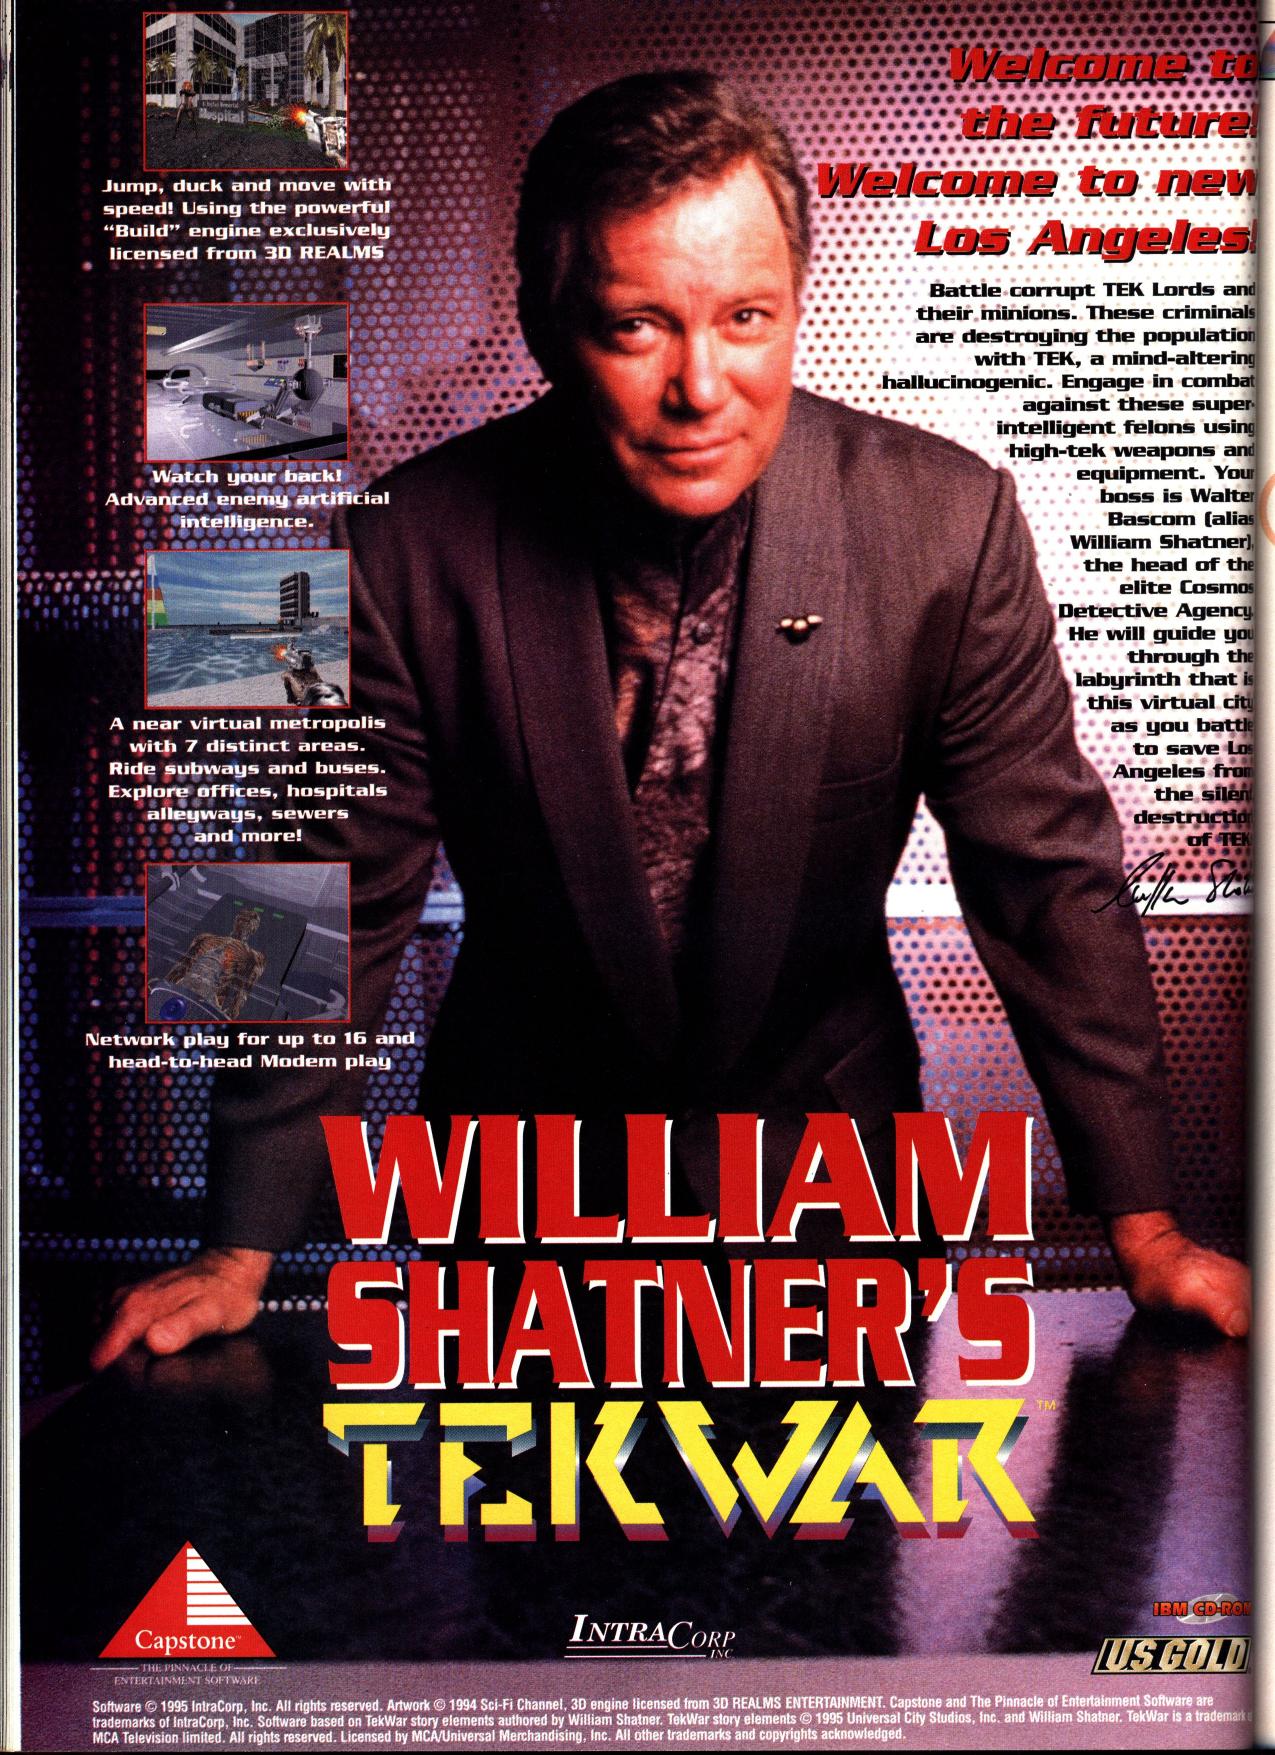 Welcome to
the future!
Welcome to new
Los Angeles!
Battle corrupt TEK Lords and
their minions. These criminals
are destroying the population
with TEK, a mind-altering
hallucinogenic. Engage in combat
against these super-
intelligent felons using
high-tek weapons and
equipment. Your
boss is Walter
Bascom (alias
William Shatner),
the head of the
elite Cosmos
Detective Agency.
He will guide you
through the
labyrinth that is
this virtual city
as you battle
to save Los
Angeles from
the silent
destruction
of TEK
Hospital
Jump, duck and move with
speed! Using the powerful
“Build” engine exclusively
licensed from 3D REALMS
Watch your back!
Advanced enemy artificial
intelligence.
A near virtual metropolis
with 7 distinct areas.
Ride subways and buses.
Explore offices, hospitals
alleyways, sewers
and more!
Network play for up to 16 and
head-to-head Modem play
WILLIAM
SHATNER'S
TEKWAR™
Capstone™
THE PINNACLE OF
ENTERTAINMENT SOFTWARE
INTRACORP
INC
IBM CD-ROM
US GOLD
Software © 1995 IntraCorp, Inc. All rights reserved. Artwork © 1994 Sci-Fi Channel, 3D engine licensed from 3D REALMS ENTERTAINMENT. Capstone and The Pinnacle of Entertainment Software are
trademarks of IntraCorp, Inc. Software based on TekWar story elements authored by William Shatner. TekWar story elements © 1995 Universal City Studios, Inc. and William Shatner. TekWar is a trademark
MCA Television limited. All rights reserved. Licensed by MCA/Universal Merchandising, Inc. All other trademarks and copyrights acknowledged.